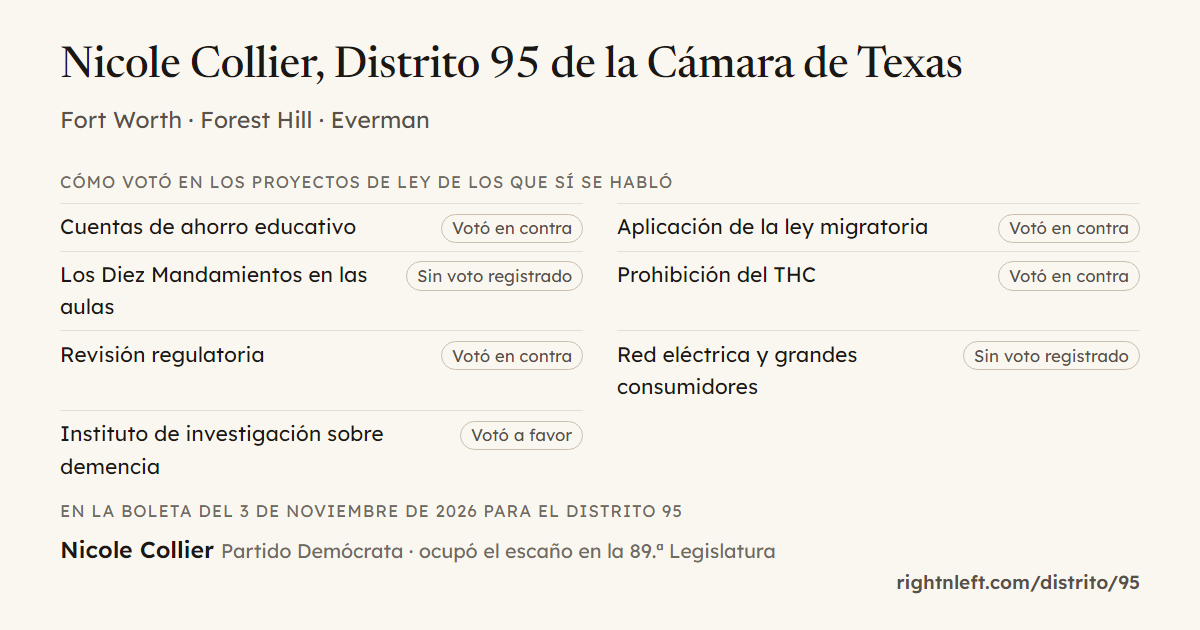 Nicole Collier, Distrito 95 de la Cámara de Texas
Fort Worth · Forest Hill · Everman
CÓMO VOTÓ EN LOS PROYECTOS DE LEY DE LOS QUE SÍ SE HABLÓ
Cuentas de ahorro educativo Votó en contra
Aplicación de la ley migratoria Votó en contra
Los Diez Mandamientos en las Sin voto registrado
aulas
Prohibición del THC Votó en contra
Revisión regulatoria Votó en contra
Red eléctrica y grandes Sin voto registrado
consumidores
Instituto de investigación sobre Votó a favor
demencia
EN LA BOLETA DEL 3 DE NOVIEMBRE DE 2026 PARA EL DISTRITO 95
Nicole Collier Partido Demócrata · ocupó el escaño en la 89.ª Legislatura
rightnleft.com/distrito/95